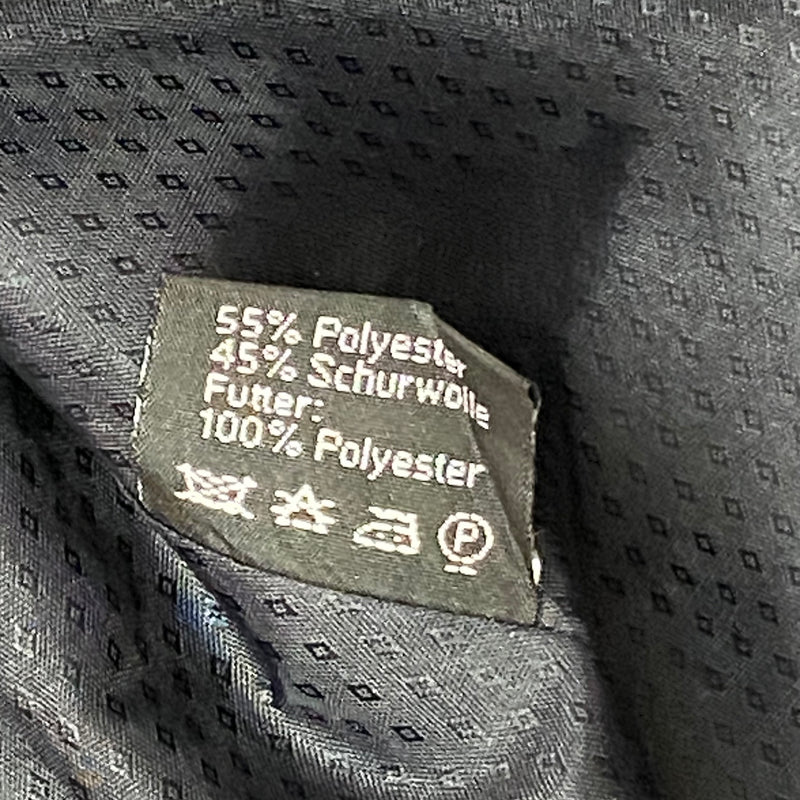 55% Polyester
45% Schurwolle
Futter:
100% Polyester
P